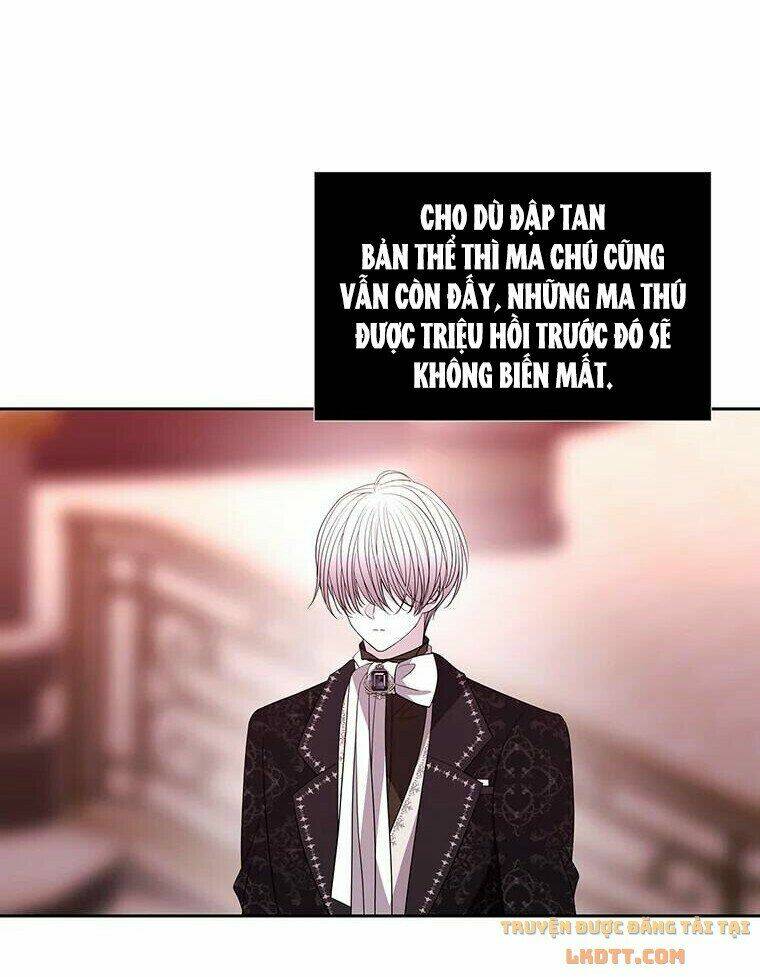 CHO DÙ ĐẬP TAN
BẢN THỂ THÌ MA CHÚ CŨNG
VẪN CÒN ĐẤY, NHỮNG MA THÚ
ĐƯỢC TRIỆU HỒI TRƯỚC ĐÓ SẼ
KHÔNG BIẾN MẤT.
TRUYỆN ĐƯỢC ĐĂNG TẢI TẠI
LKDTT.COM